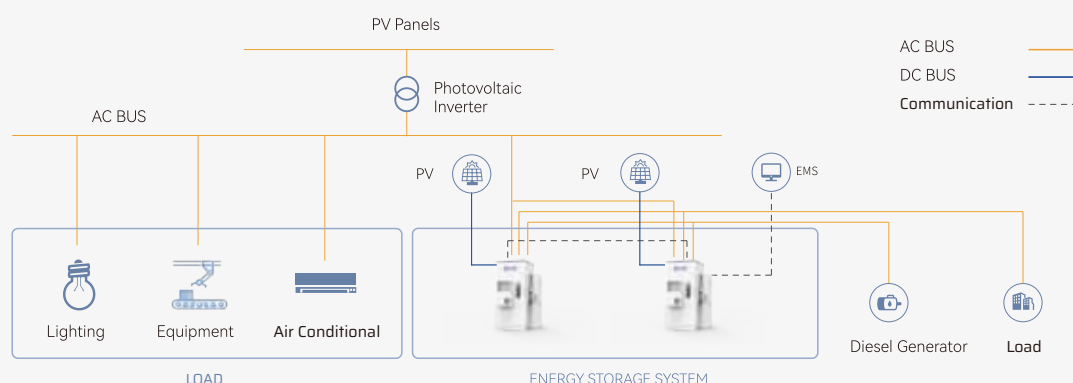 PV Panels
AC BUS
DC BUS
Communication
Photovoltaic
Inverter
AC BUS
PV
PV
EMS
Lighting
Equipment
Air Conditional
Diesel Generator
Load
LOAD
ENERGY STORAGE SYSTEM